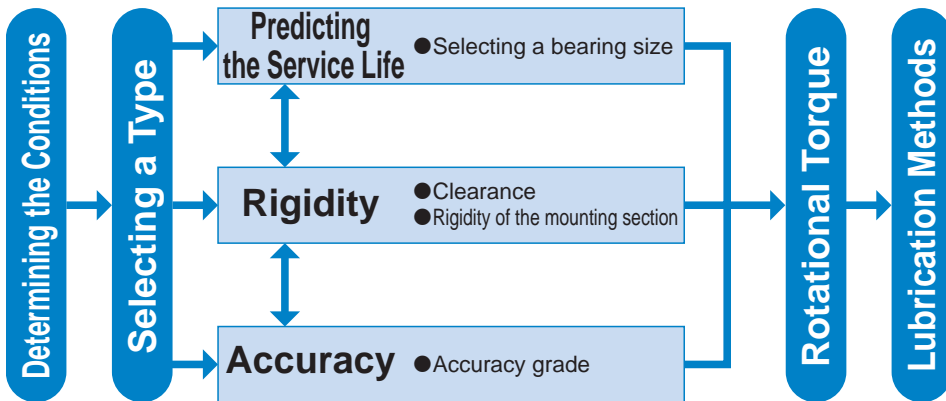 Determining the Conditions
Selecting a Type
Predicting
the Service Life
●Selecting a bearing size
Rigidity
●Clearance
●Rigidity of the mounting section
Accuracy
●Accuracy grade
Rotational Torque
Lubrication Methods